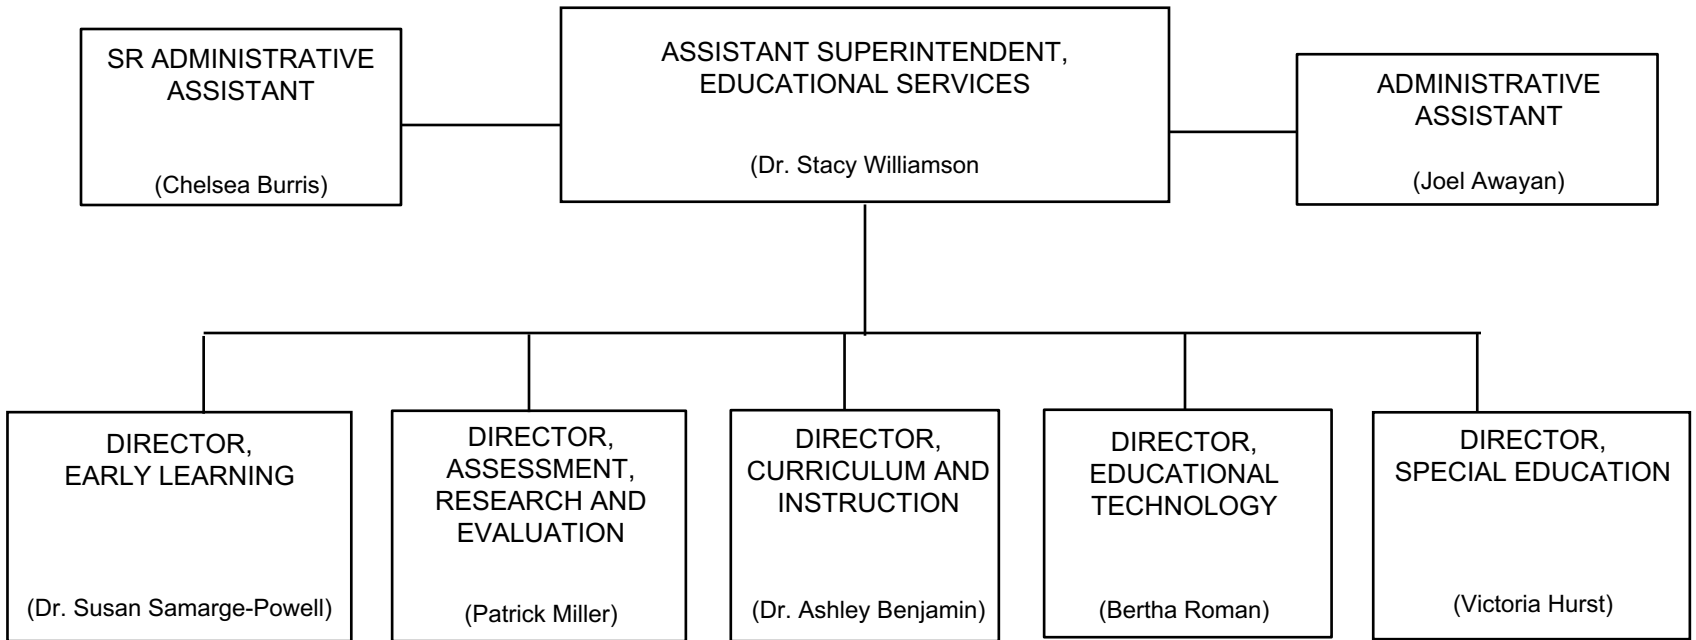 SR ADMINISTRATIVE
ASSISTANT
(Chelsea Burris)
ASSISTANT SUPERINTENDENT,
EDUCATIONAL SERVICES
(Dr. Stacy Williamson
ADMINISTRATIVE
ASSISTANT
(Joel Awayan)
DIRECTOR,
EARLY LEARNING
(Dr. Susan Samarge-Powell)
DIRECTOR,
ASSESSMENT,
RESEARCH AND
EVALUATION
(Patrick Miller)
DIRECTOR,
CURRICULUM AND
INSTRUCTION
(Dr. Ashley Benjamin)
DIRECTOR,
EDUCATIONAL
TECHNOLOGY
(Bertha Roman)
DIRECTOR,
SPECIAL EDUCATION
(Victoria Hurst)